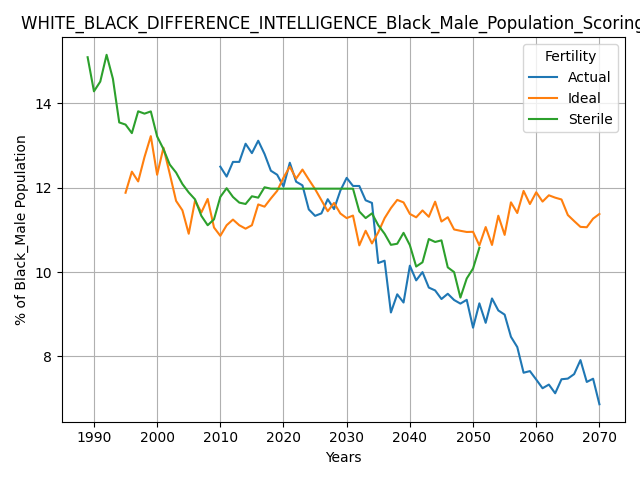 WHITE_BLACK_DIFFERENCE_INTELLIGENCE_Black_Male_Population_Scoring
Fertility
Actual
Ideal
Sterile
% of Black_Male Population
14
12
10
8
1990 2000 2010 2020 2030 2040 2050 2060 2070
Years